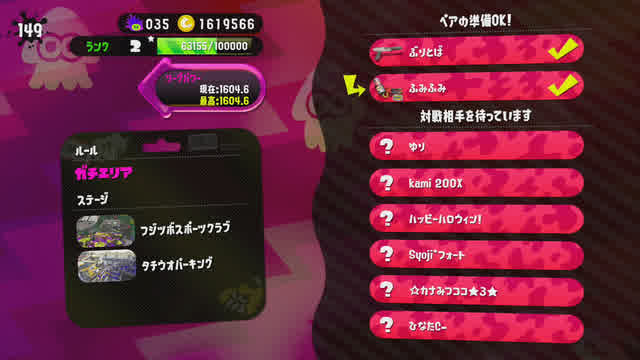 149
035
1619566
ランク
2
63155/100000
リーグパワー
現在:1604.6
最高:1604.6
ルール
ガチエリア
ステージ
フジツボスポーツクラブ
タチウオパーキング
ペアの準備OK!
ぷりとぱ
ふみふみ
対戦相手を待っています
? ゆり
? kami 200X
? ハッピーハロウィン!
? Syoji*フォート
? ☆カナみつココ★3★
? ひなたC-